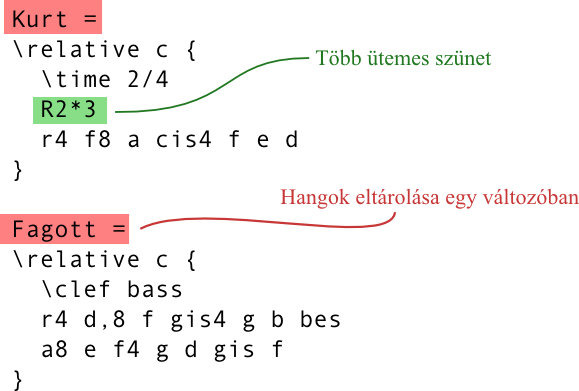 Kurt =
\relative c {
  \time 2/4
  R2*3
  r4 f8 a cis4 f e d
}
Több ütemes szünet
Hangok eltárolása egy változóban
Fagott =
\relative c {
  \clef bass
  r4 d,8 f gis4 g b bes
  a8 e f4 g d gis f
}